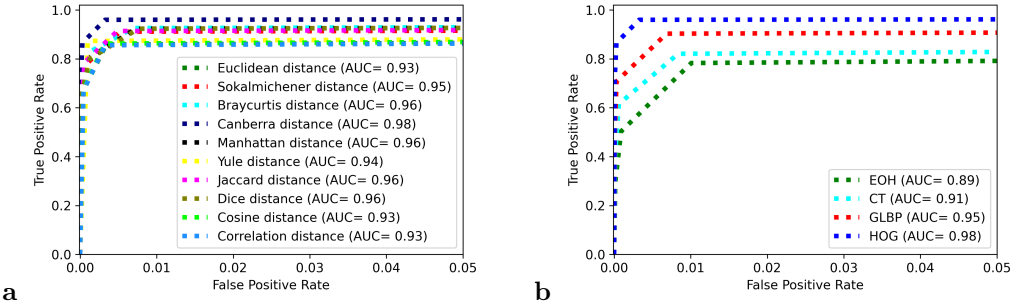 True Positive Rate
1.0
0.8
0.6
0.4
0.2
0.0
Euclidean distance (AUC= 0.93)
Sokalmichener distance (AUC= 0.95)
Braycurtis distance (AUC= 0.96)
Canberra distance (AUC= 0.98)
Manhattan distance (AUC= 0.96)
Yule distance (AUC= 0.94)
Jaccard distance (AUC= 0.96)
Dice distance (AUC= 0.96)
Cosine distance (AUC= 0.93)
Correlation distance (AUC= 0.93)
0.00 0.01 0.02 0.03 0.04 0.05
False Positive Rate
a
True Positive Rate
1.0
0.8
0.6
0.4
0.2
0.0
EOH (AUC= 0.89)
CT (AUC= 0.91)
GLBP (AUC= 0.95)
HOG (AUC= 0.98)
0.00 0.01 0.02 0.03 0.04 0.05
False Positive Rate
b